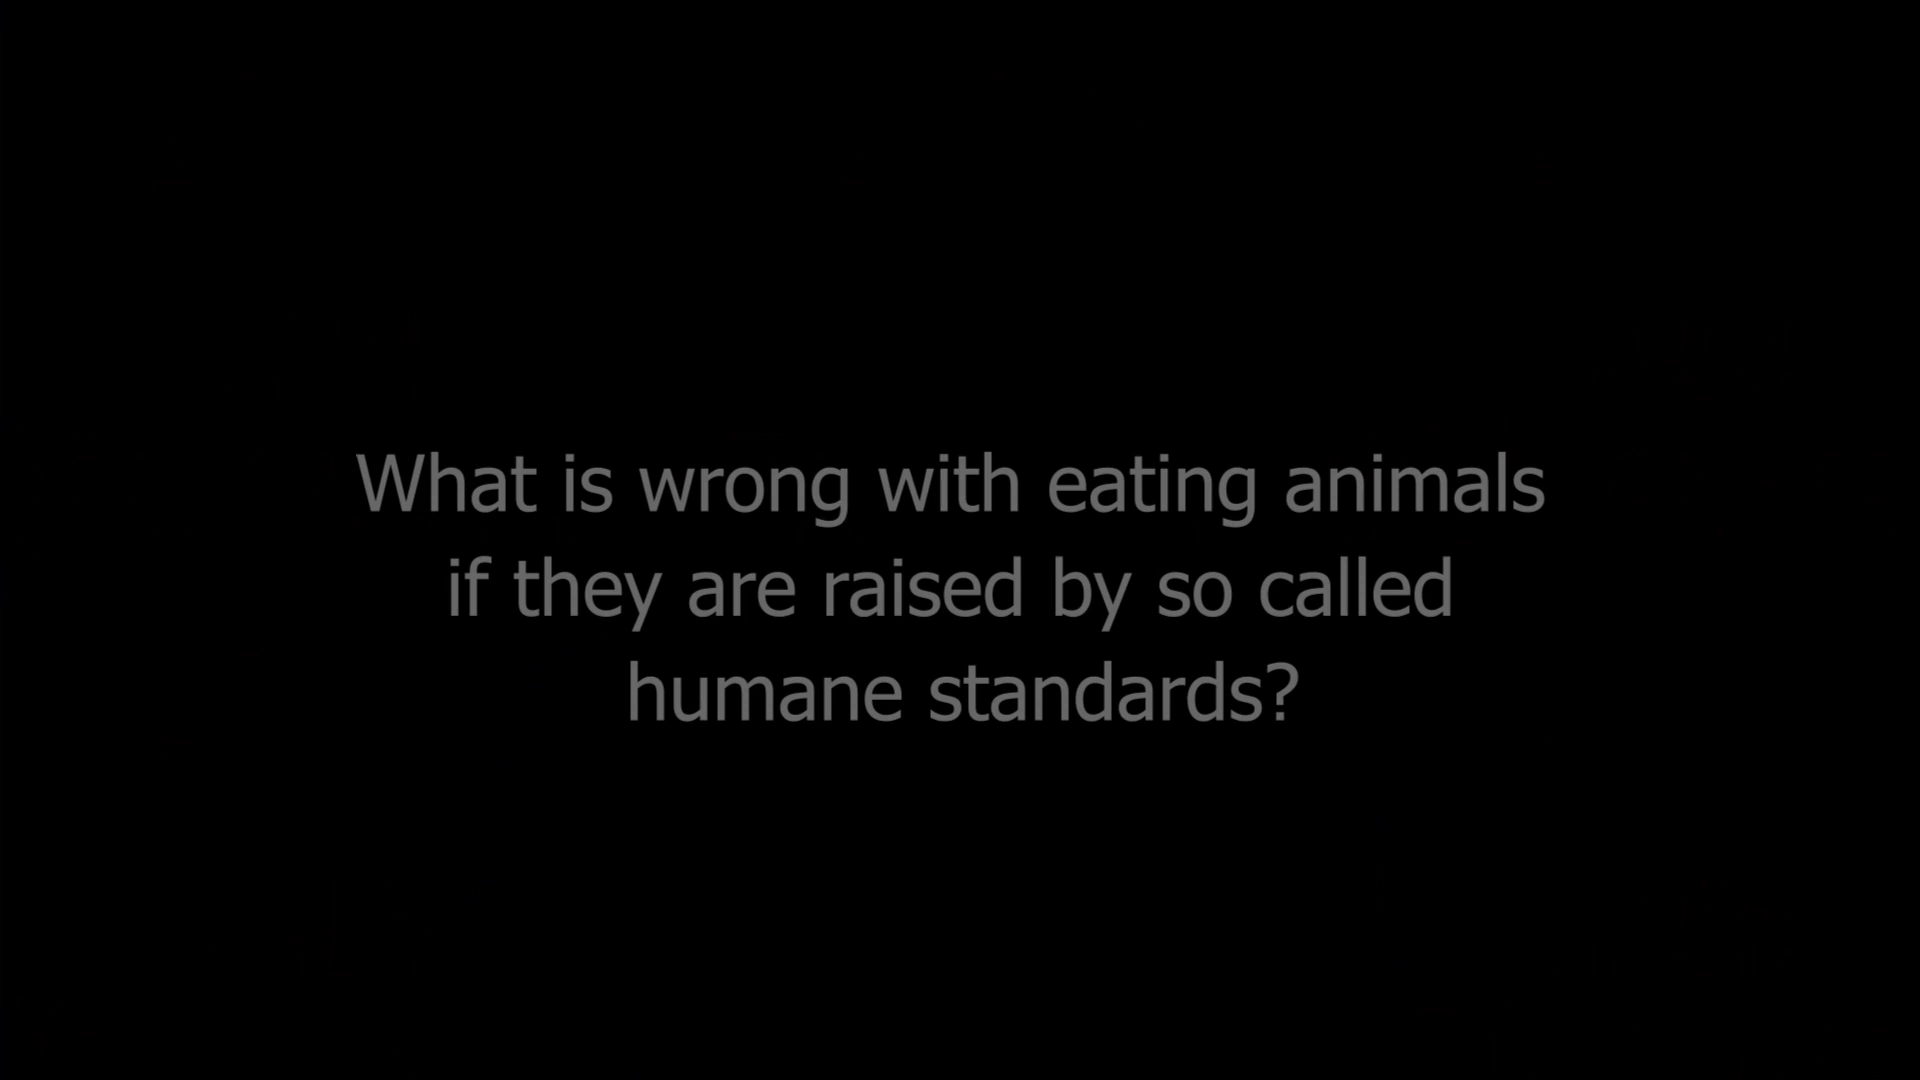 What is wrong with eating animals
if they are raised by so called
humane standards?